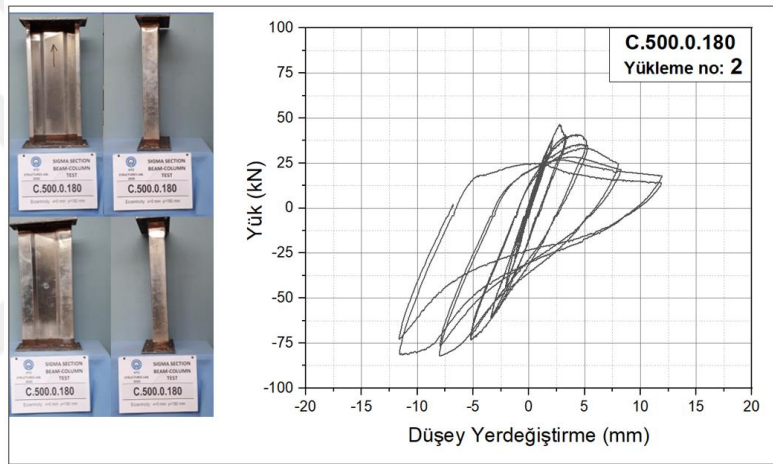 SIGMA SECTION
BEAM-COLUMN
TEST
C.500.0.180
SIGMA SECTION
BEAM-COLUMN
TEST
C.500.0.180
SIGMA SECTION
BEAM-COLUMN
TEST
C.500.0.180
SIGMA SECTION
BEAM-COLUMN
TEST
C.500.0.180
C.500.0.180
Yükleme no: 2
Yük (kN)
100
75
50
25
0
-25
-50
-75
-100
-20 -15 -10 -5 0 5 10 15 20
Düşey Yerdeğiştirme (mm)